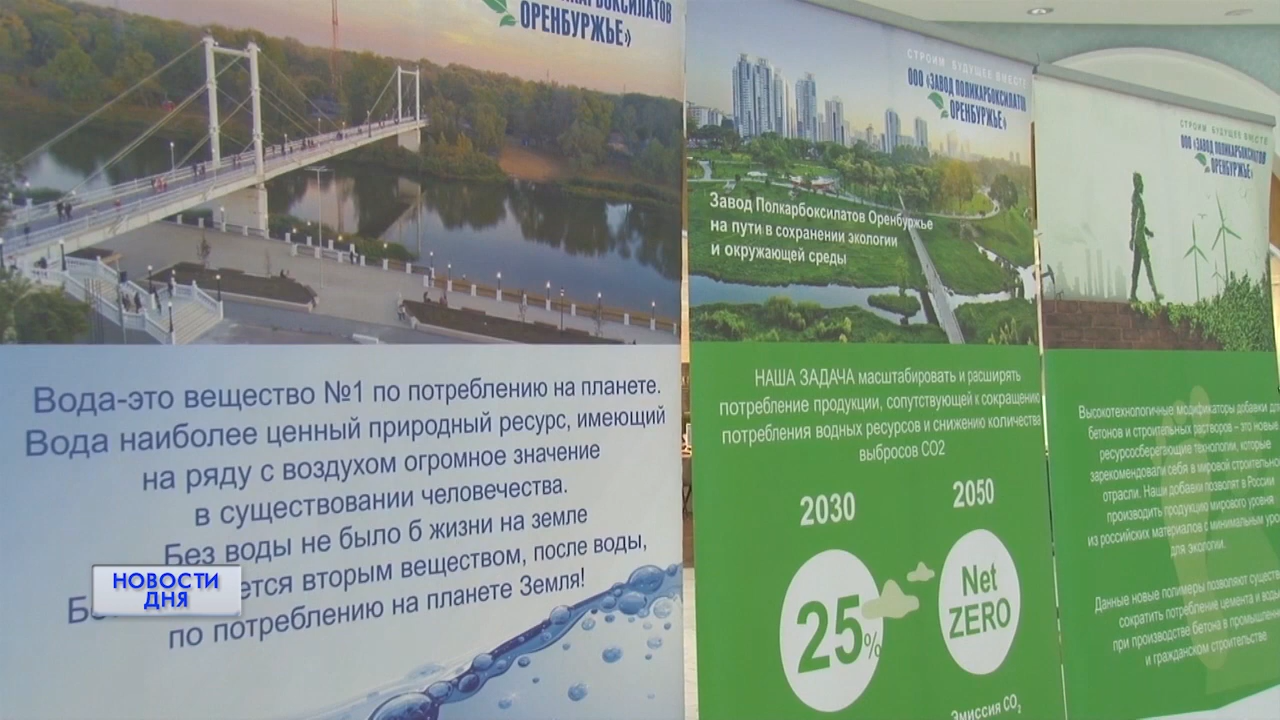 ПОЛИКАРБОКСИЛАТОВ
ОРЕНБУРЖЬЕ»
Вода-это вещество №1 по потреблению на планете.
Вода наиболее ценный природный ресурс, имеющий
на ряду с воздухом огромное значение
в существовании человечества.
Без воды не было б жизни на земле
вторым веществом, после воды,
по потреблению на планете Земля!
НОВОСТИ
ДНЯ
СТРОИМ БУДУЩЕЕ ВМЕСТЕ
ООО «ЗАВОД ПОЛИКАРБОКСИЛАТОВ
ОРЕНБУРЖЬЕ»
Завод Полкарбоксилатов Оренбуржье
на пути в сохранении экологии
и окружающей среды
НАША ЗАДАЧА масштабировать и расширять
потребление продукции, сопутствующей к сокращению
потребления водных ресурсов и снижению количества
выбросов СО2
2030
2050
25%
Net
ZERO
Эмиссия СО2
СТРОИМ БУДУЩЕЕ ВМЕСТЕ
ООО «ЗАВОД ПОЛИКАРБОКСИЛАТОВ
ОРЕНБУРЖЬЕ»
Высокотехнологичные модификаторы добавки для
бетонов и строительных растворов – это новые
ресурсосберегающие технологии, которые
зарекомендовали себя в мировой строительной
отрасли. Наши добавки позволят в России
производить продукцию мирового уровня
из российских материалов с минимальным
для экологии.
Данные новые полимеры позволяют
сократить потребление цемента и воды
при производстве бетона в
и гражданском строительстве